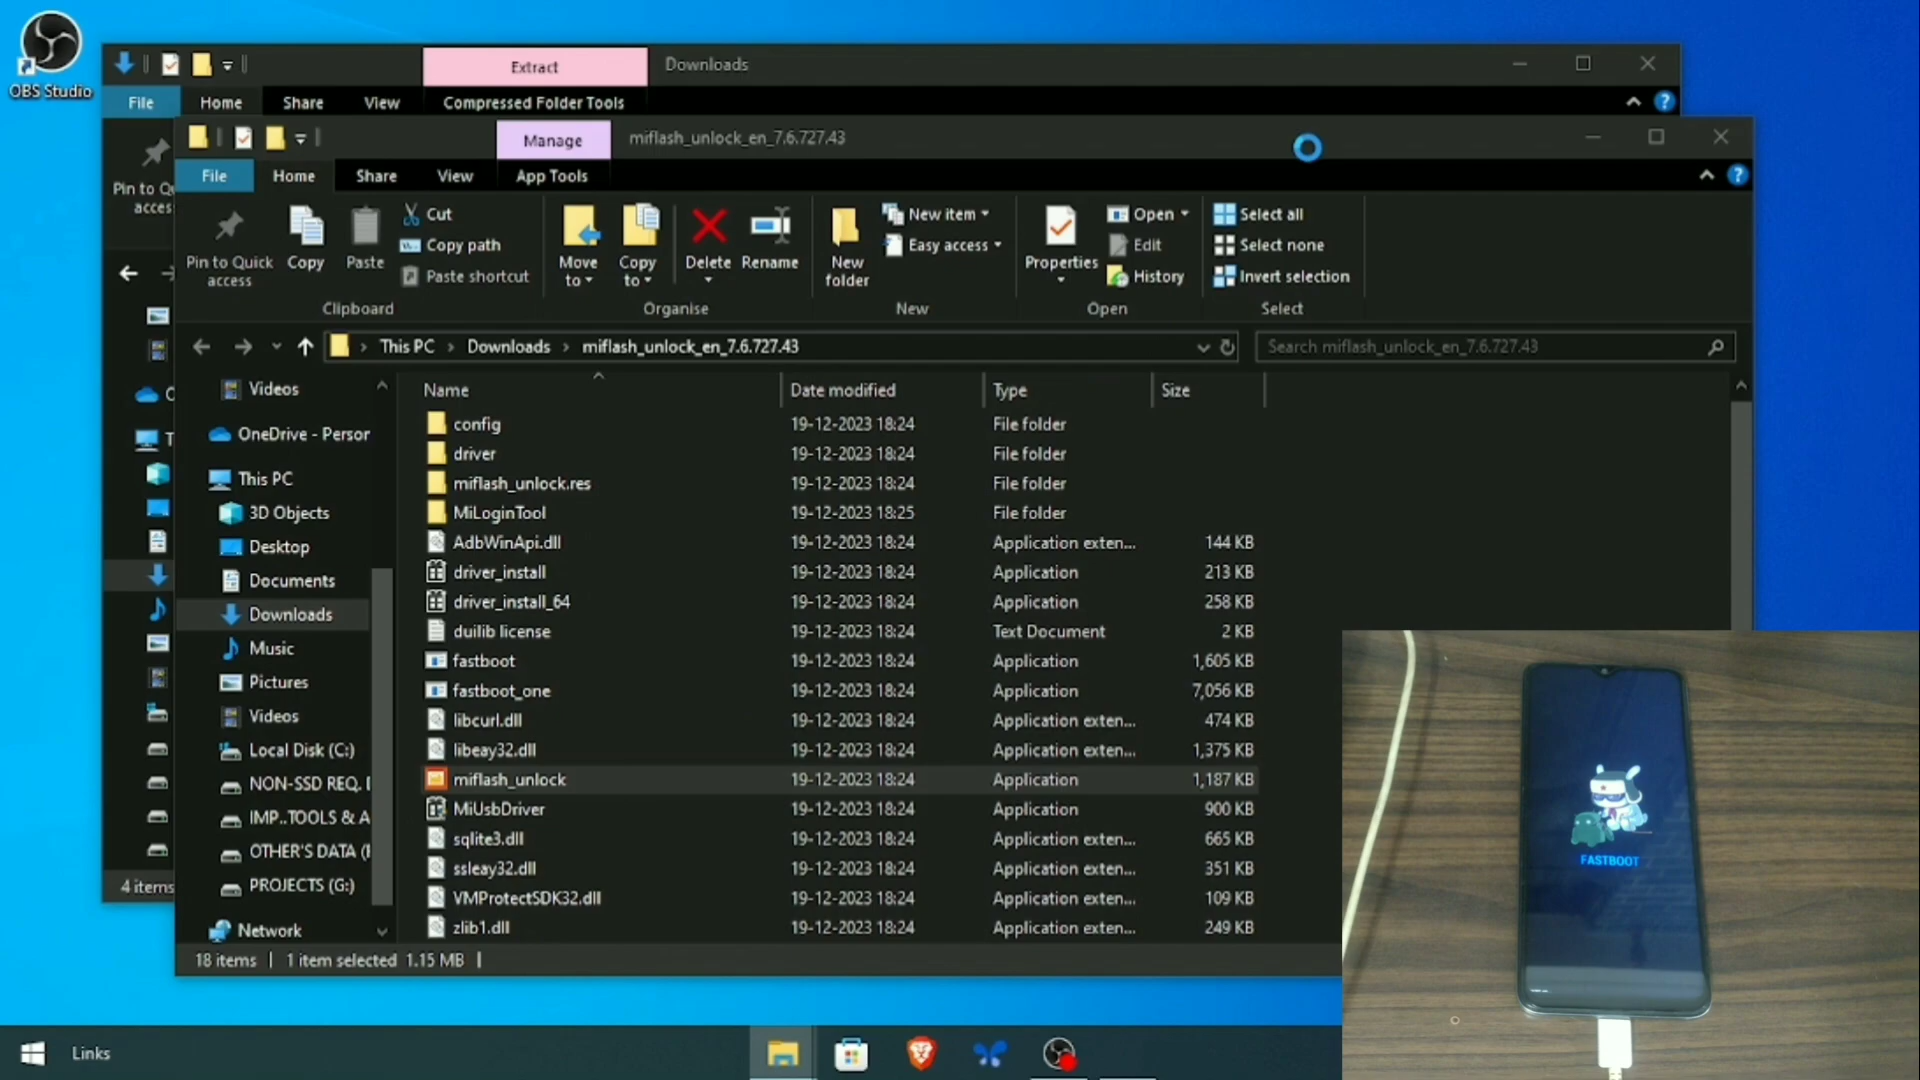 OBS Studio
Extract
Downloads
File
Home
Share
View
Compressed Folder Tools
Manage
miflash_unlock_en_7.6.727.43
File
Home
Share
View
App Tools
Pin to Qu
access
Pin to Quick access
Copy
Paste
Cut
Copy path
Paste shortcut
Move to
Copy to
Delete
Rename
New folder
New item
Easy access
Properties
Open
Edit
History
Select all
Select none
Invert selection
Clipboard
Organise
New
Open
Select
This PC
Downloads
miflash_unlock_en_7.6.727.43
Search miflash_unlock_en_7.6.727.43
Videos
OneDrive - Person
This PC
3D Objects
Desktop
Documents
Downloads
Music
Pictures
Videos
Local Disk (C:)
NON-SSD REQ.
IMP..TOOLS & A
OTHER'S DATA (
PROJECTS (G:)
Network
Name Date modified Type Size
config 19-12-2023 18:24 File folder
driver 19-12-2023 18:24 File folder
miflash_unlock.res 19-12-2023 18:24 File folder
MiLoginTool 19-12-2023 18:25 File folder
AdbWinApi.dll 19-12-2023 18:24 Application exten... 144 KB
driver_install 19-12-2023 18:24 Application 213 KB
driver_install_64 19-12-2023 18:24 Application 258 KB
duilib license 19-12-2023 18:24 Text Document 2 KB
fastboot 19-12-2023 18:24 Application 1,605 KB
fastboot_one 19-12-2023 18:24 Application 7,056 KB
libcurl.dll 19-12-2023 18:24 Application exten... 474 KB
libeay32.dll 19-12-2023 18:24 Application exten... 1,375 KB
miflash_unlock 19-12-2023 18:24 Application 1,187 KB
MiUsbDriver 19-12-2023 18:24 Application 900 KB
sqlite3.dll 19-12-2023 18:24 Application exten... 665 KB
ssleay32.dll 19-12-2023 18:24 Application exten... 351 KB
VMProtectSDK32.dll 19-12-2023 18:24 Application exten... 109 KB
zlib1.dll 19-12-2023 18:24 Application exten... 249 KB
4 items
18 items
1 item selected 1.15 MB
FASTBOOT
Links